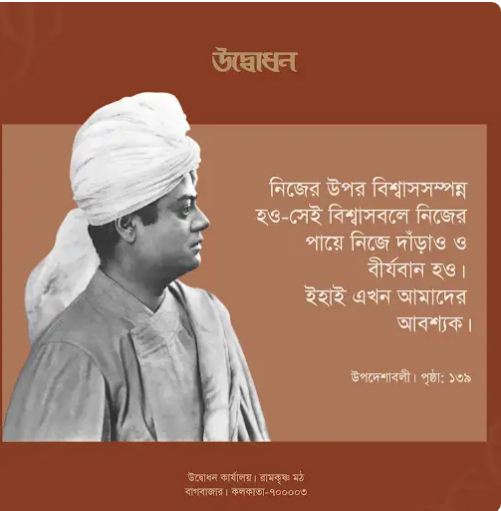 উদ্বোধন
নিজের উপর বিশ্বাসসম্পন্ন
হও-সেই বিশ্বাসবলে নিজের
পায়ে নিজে দাঁড়াও ও
বীর্যবান হও।
ইহাই এখন আমাদের
আবশ্যক।
উপদেশাবলী। পৃষ্ঠা: ১৩৯
উদ্বোধন কার্যালয়। রামকৃষ্ণ মঠ
বাগবাজার। কলকাতা-৭০০০০৩